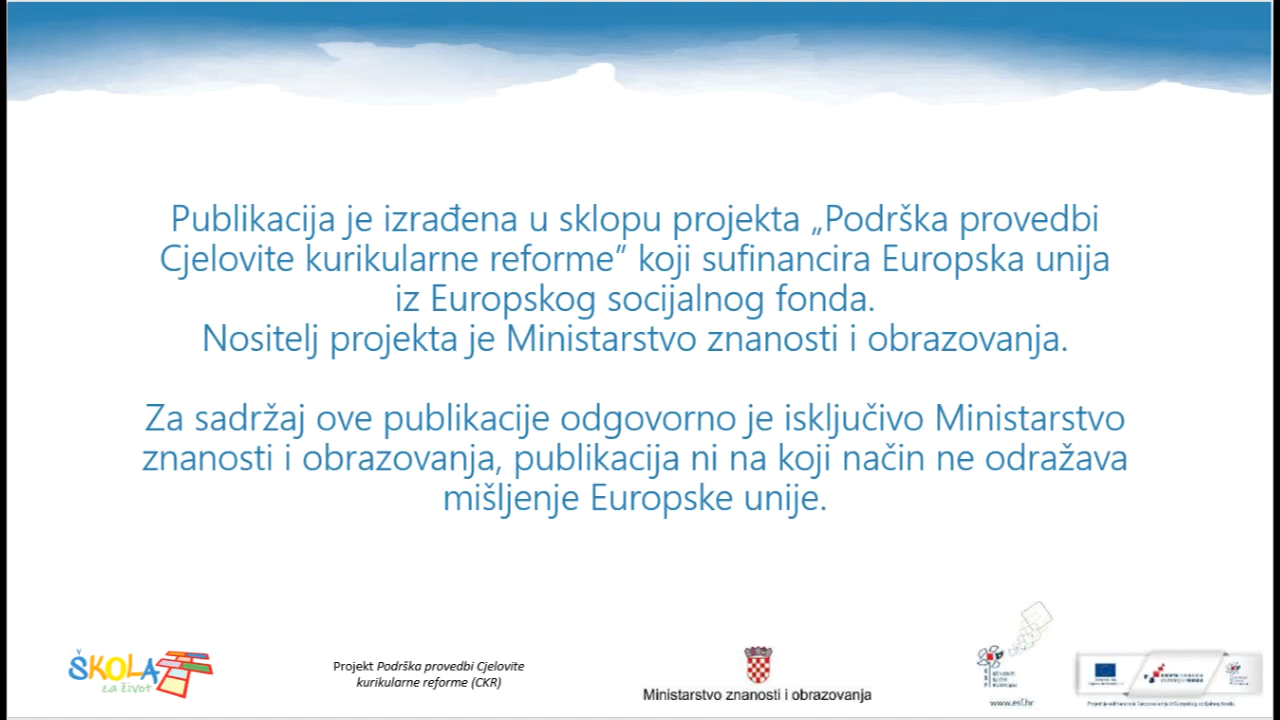 Publikacija je izrađena u sklopu projekta „Podrška provedbi
Cjelovite kurikularne reforme” koji sufinancira Europska unija
iz Europskog socijalnog fonda.
Nositelj projekta je Ministarstvo znanosti i obrazovanja.
Za sadržaj ove publikacije odgovorno je isključivo Ministarstvo
znanosti i obrazovanja, publikacija ni na koji način ne odražava
mišljenje Europske unije.
ŠKOLA
za život
Projekt Podrška provedbi Cjelovite
kurikularne reforme (CKR)
Ministarstvo znanosti i obrazovanja
www.esf.hr